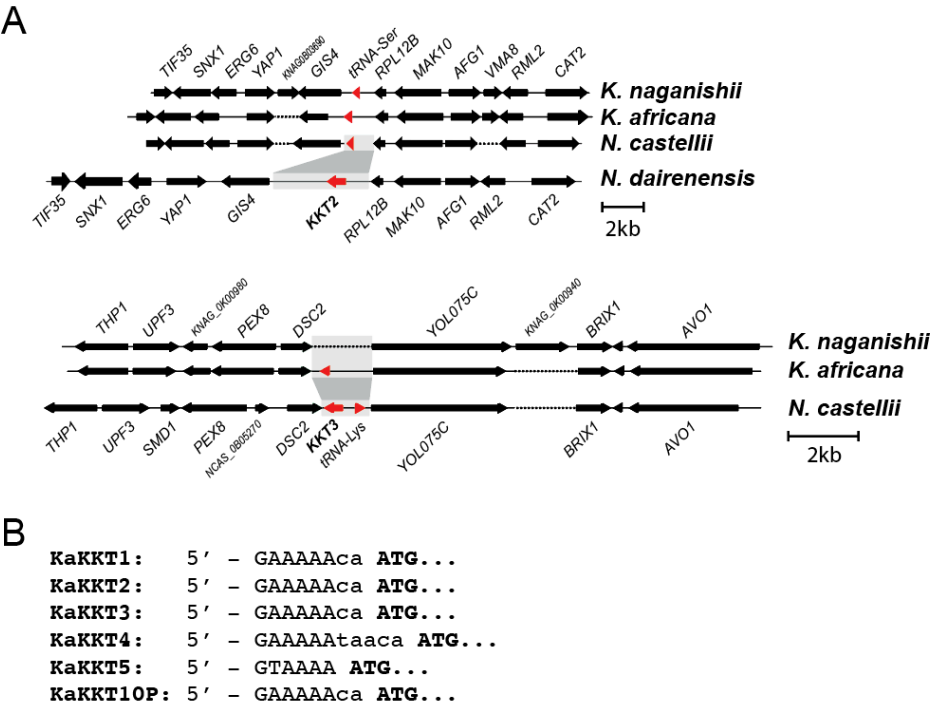 A
TIF35 SNX1 ERG6 YAP1 KNAG0B03690 GIS4 tRNA-Ser RPL12B MAK10 AFG1 VMA8 RML2 CAT2
K. naganishii
K. africana
N. castellii
N. dairenensis
TIF35 SNX1 ERG6 YAP1 GIS4 KKT2 RPL12B MAK10 AFG1 RML2 CAT2
2kb
THP1 UPF3 KNAG_0K00980 PEX8 DSC2 YOL075C KNAG_0K00940 BRIX1 AVO1
K. naganishii
K. africana
N. castellii
THP1 UPF3 SMD1 PEX8 NCAS_0B05270 DSC2 KKT3 tRNA-Lys YOL075C BRIX1 AVO1
2kb
B
KaKKT1: 5' - GAAAAAca ATG...
KaKKT2: 5' - GAAAAAca ATG...
KaKKT3: 5' - GAAAAAca ATG...
KaKKT4: 5' - GAAAAAtaaca ATG...
KaKKT5: 5' - GTAAAA ATG...
KaKKT10P: 5' - GAAAAAca ATG...